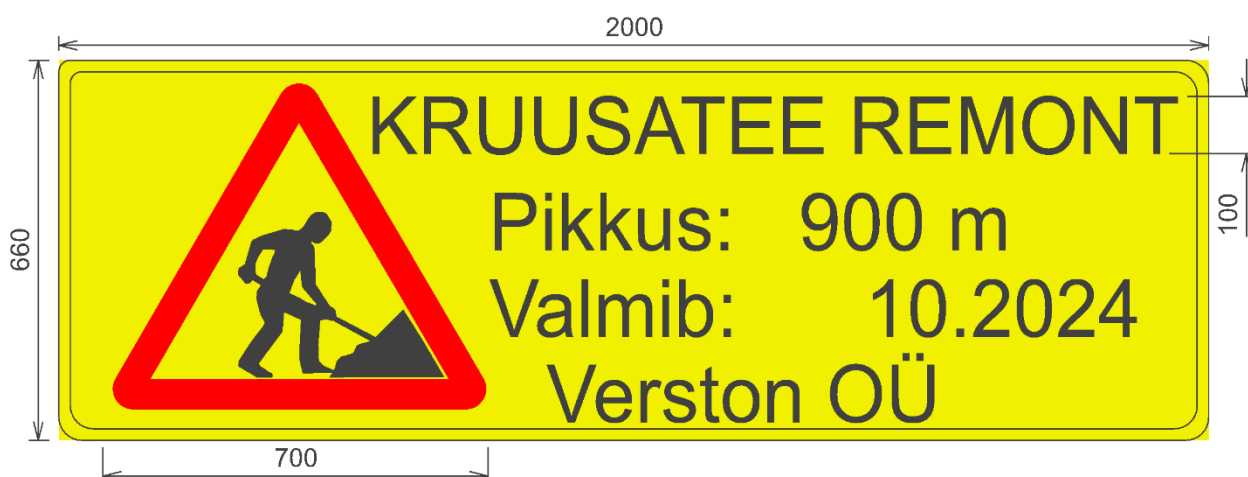 2000
660
KRUUSATEE REMONT
100
Pikkus: 900 m
Valmib: 10.2024
Verston OÜ
700